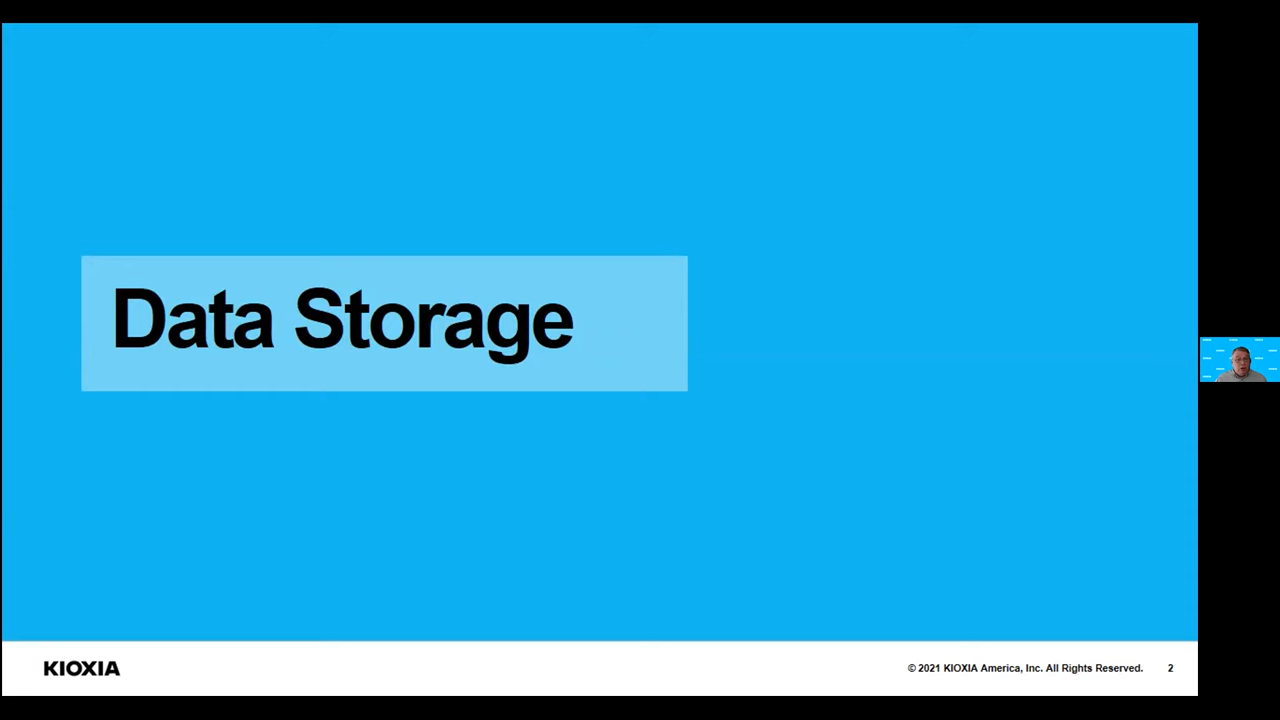 Data Storage
KIOXIA
© 2021 KIOXIA America, Inc. All Rights Reserved.
2